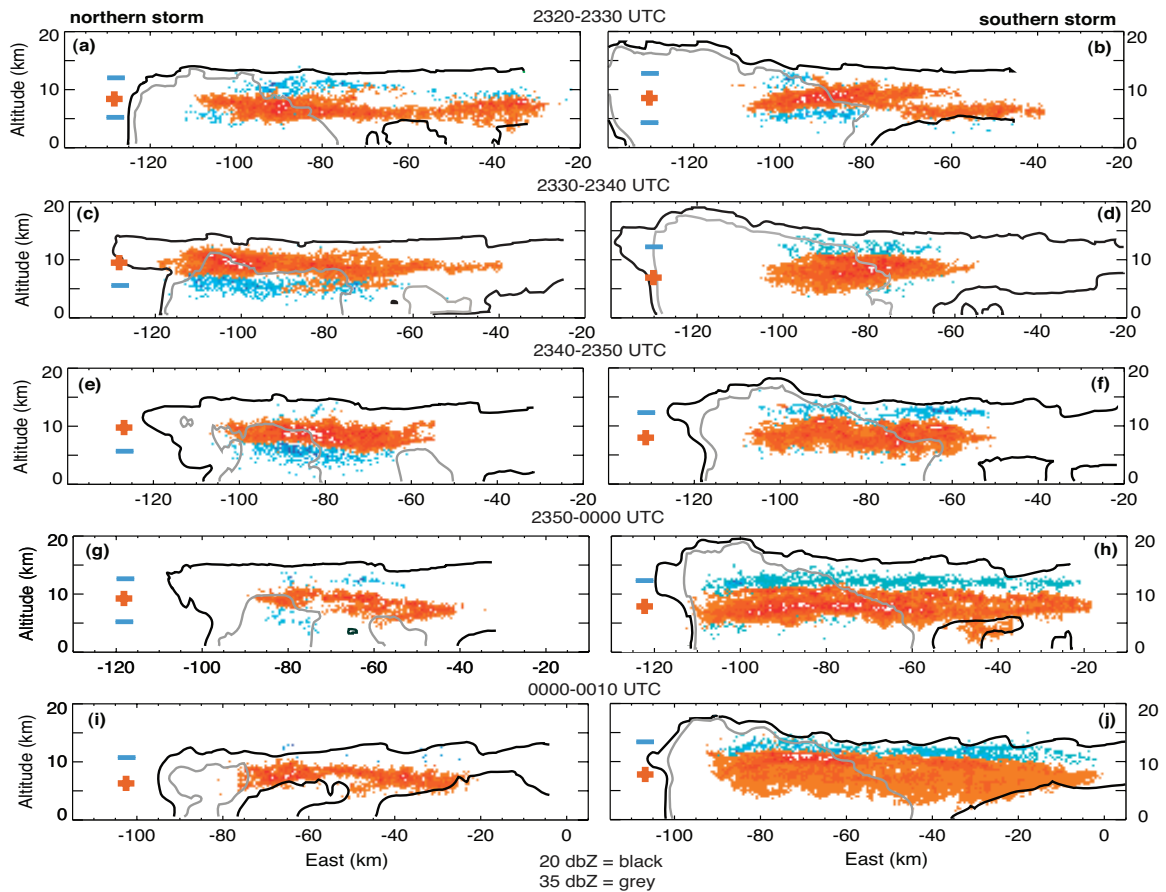 northern storm 2320-2330 UTC southern storm
20 (a) (b) 20
Altitude (km)
10 10
0 0
-120 -100 -80 -60 -40 -20 -120 -100 -80 -60 -40 -20
2330-2340 UTC
20 (c) (d) 20
Altitude (km)
10 10
0 0
-120 -100 -80 -60 -40 -20 -120 -100 -80 -60 -40 -20
2340-2350 UTC
20 (e) (f) 20
Altitude (km)
10 10
0 0
-120 -100 -80 -60 -40 -20 -120 -100 -80 -60 -40 -20
2350-0000 UTC
20 (g) (h) 20
Altitude (km)
10 10
0 0
-120 -100 -80 -60 -40 -20 -120 -100 -80 -60 -40 -20
0000-0010 UTC
20 (i) (j) 20
Altitude (km)
10 10
0 0
-100 -80 -60 -40 -20 0 -100 -80 -60 -40 -20 0
East (km) East (km)
20 dbZ = black
35 dbZ = grey